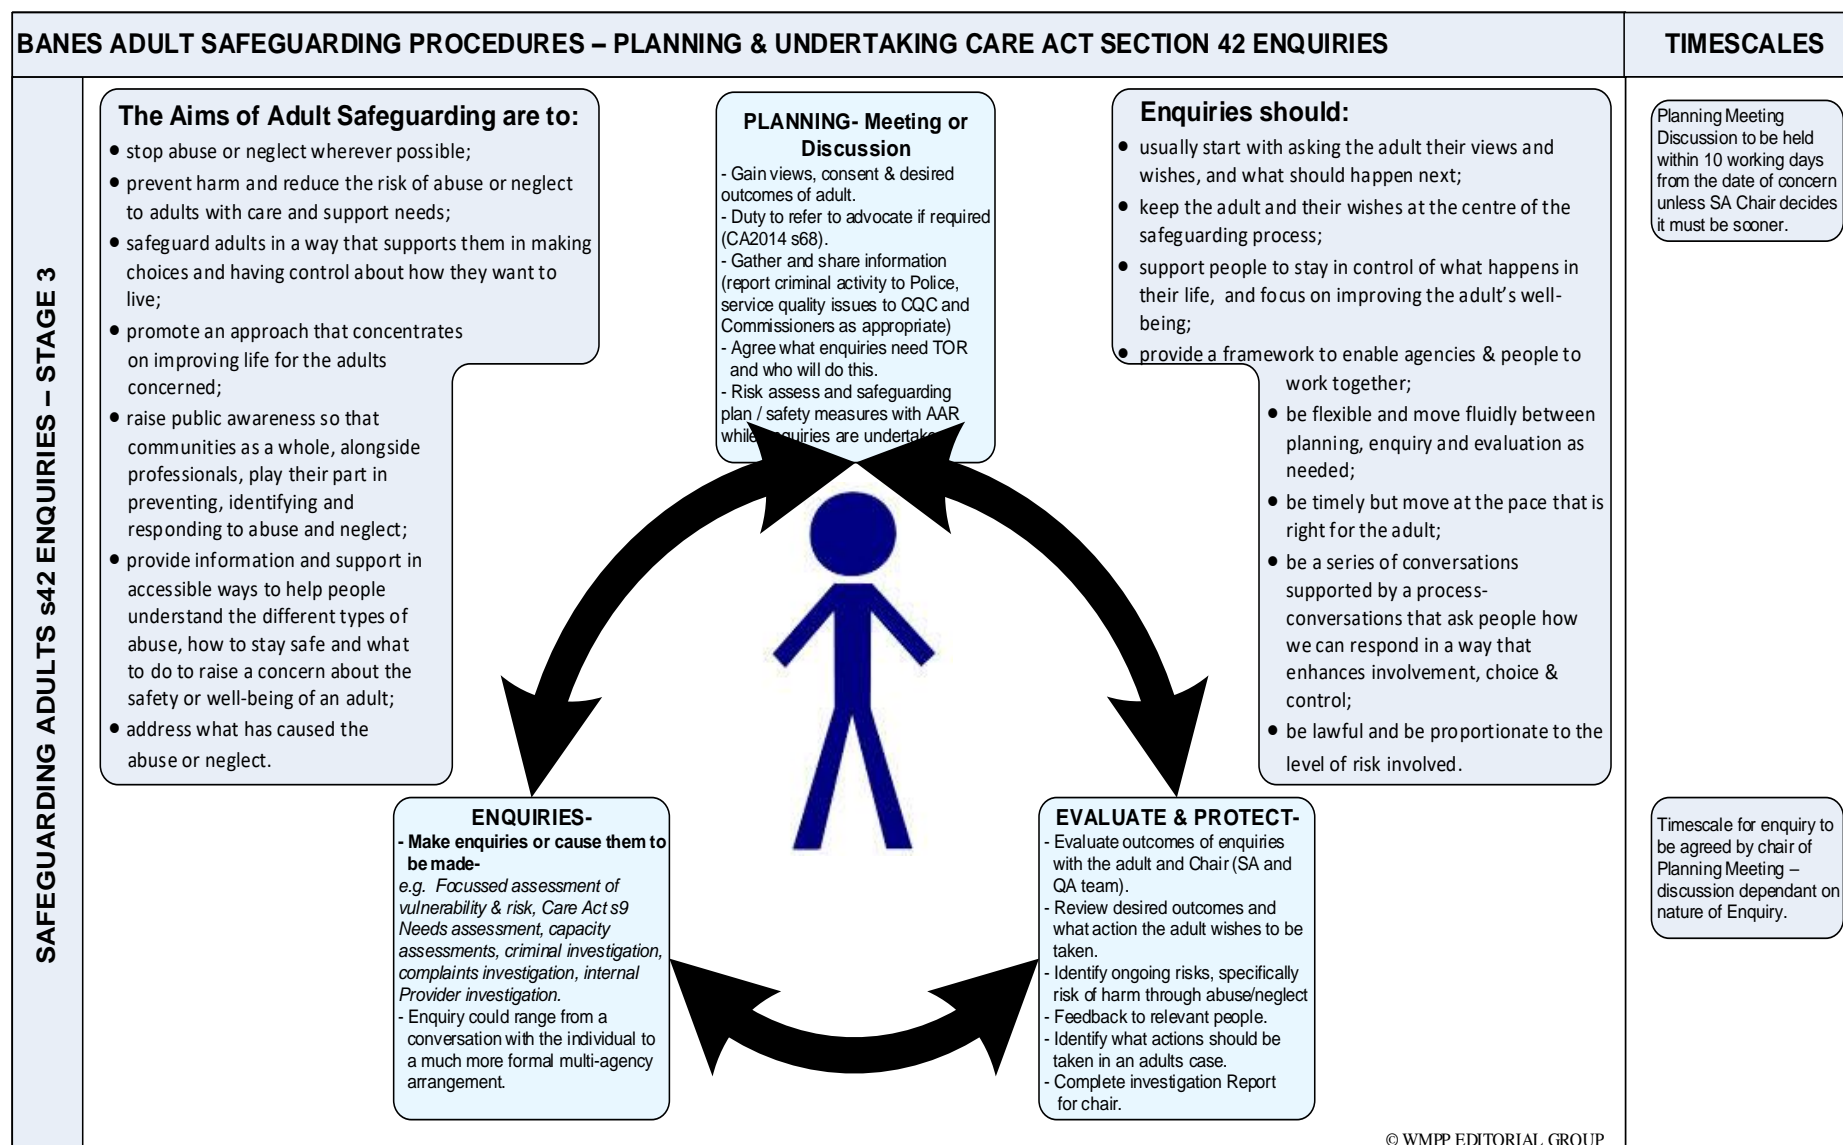 BANES ADULT SAFEGUARDING PROCEDURES – PLANNING & UNDERTAKING CARE ACT SECTION 42 ENQUIRIES
TIMESCALES
SAFEGUARDING ADULTS s42 ENQUIRIES – STAGE 3
The Aims of Adult Safeguarding are to:
• stop abuse or neglect wherever possible;
• prevent harm and reduce the risk of abuse or neglect
to adults with care and support needs;
• safeguard adults in a way that supports them in making
choices and having control about how they want to
live;
• promote an approach that concentrates
on improving life for the adults
concerned;
• raise public awareness so that
communities as a whole, alongside
professionals, play their part in
preventing, identifying and
responding to abuse and neglect;
• provide information and support in
accessible ways to help people
understand the different types of
abuse, how to stay safe and what
to do to raise a concern about the
safety or well-being of an adult;
• address what has caused the
abuse or neglect.
PLANNING- Meeting or
Discussion
- Gain views, consent & desired
outcomes of adult.
- Duty to refer to advocate if required
(CA2014 s68).
- Gather and share information
(report criminal activity to Police,
service quality issues to CQC and
Commissioners as appropriate)
- Agree what enquiries need TOR
and who will do this.
- Risk assess and safeguarding
plan / safety measures with AAR
while enquiries are
Enquiries should:
• usually start with asking the adult their views and
wishes, and what should happen next;
• keep the adult and their wishes at the centre of the
safeguarding process;
• support people to stay in control of what happens in
their life, and focus on improving the adult's well-
being;
• provide a framework to enable agencies & people to
work together;
• be flexible and move fluidly between
planning, enquiry and evaluation as
needed;
• be timely but move at the pace that is
right for the adult;
• be a series of conversations
supported by a process-
conversations that ask people how
we can respond in a way that
enhances involvement, choice &
control;
• be lawful and be proportionate to the
level of risk involved.
Planning Meeting
Discussion to be held
within 10 working days
from the date of concern
unless SA Chair decides
it must be sooner.
ENQUIRIES-
- Make enquiries or cause them to
be made-
e.g. Focussed assessment of
vulnerability & risk, Care Act s9
Needs assessment, capacity
assessments, criminal investigation,
complaints investigation, internal
Provider investigation.
- Enquiry could range from a
conversation with the individual to
a much more formal multi-agency
arrangement.
EVALUATE & PROTECT-
- Evaluate outcomes of enquiries
with the adult and Chair (SA and
QA team).
- Review desired outcomes and
what action the adult wishes to be
taken.
- Identify ongoing risks, specifically
risk of harm through abuse/neglect
- Feedback to relevant people.
- Identify what actions should be
taken in an adults case.
- Complete investigation Report
for chair.
Timescale for enquiry to
be agreed by chair of
Planning Meeting –
discussion dependant on
nature of Enquiry.
© WMPP EDITORIAL GROUP